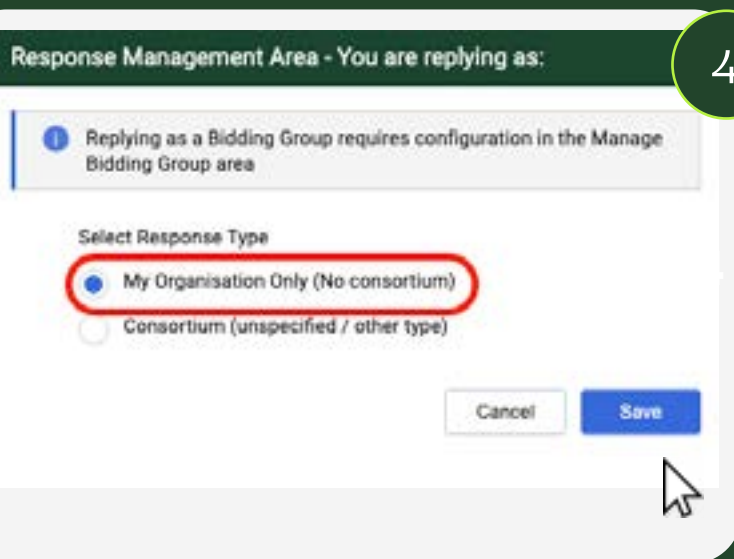 Response Management Area - You are replying as:
4
Replying as a Bidding Group requires configuration in the Manage
Bidding Group area
Select Response Type
My Organisation Only (No consortium)
Consortium (unspecified / other type)
Cancel
Save